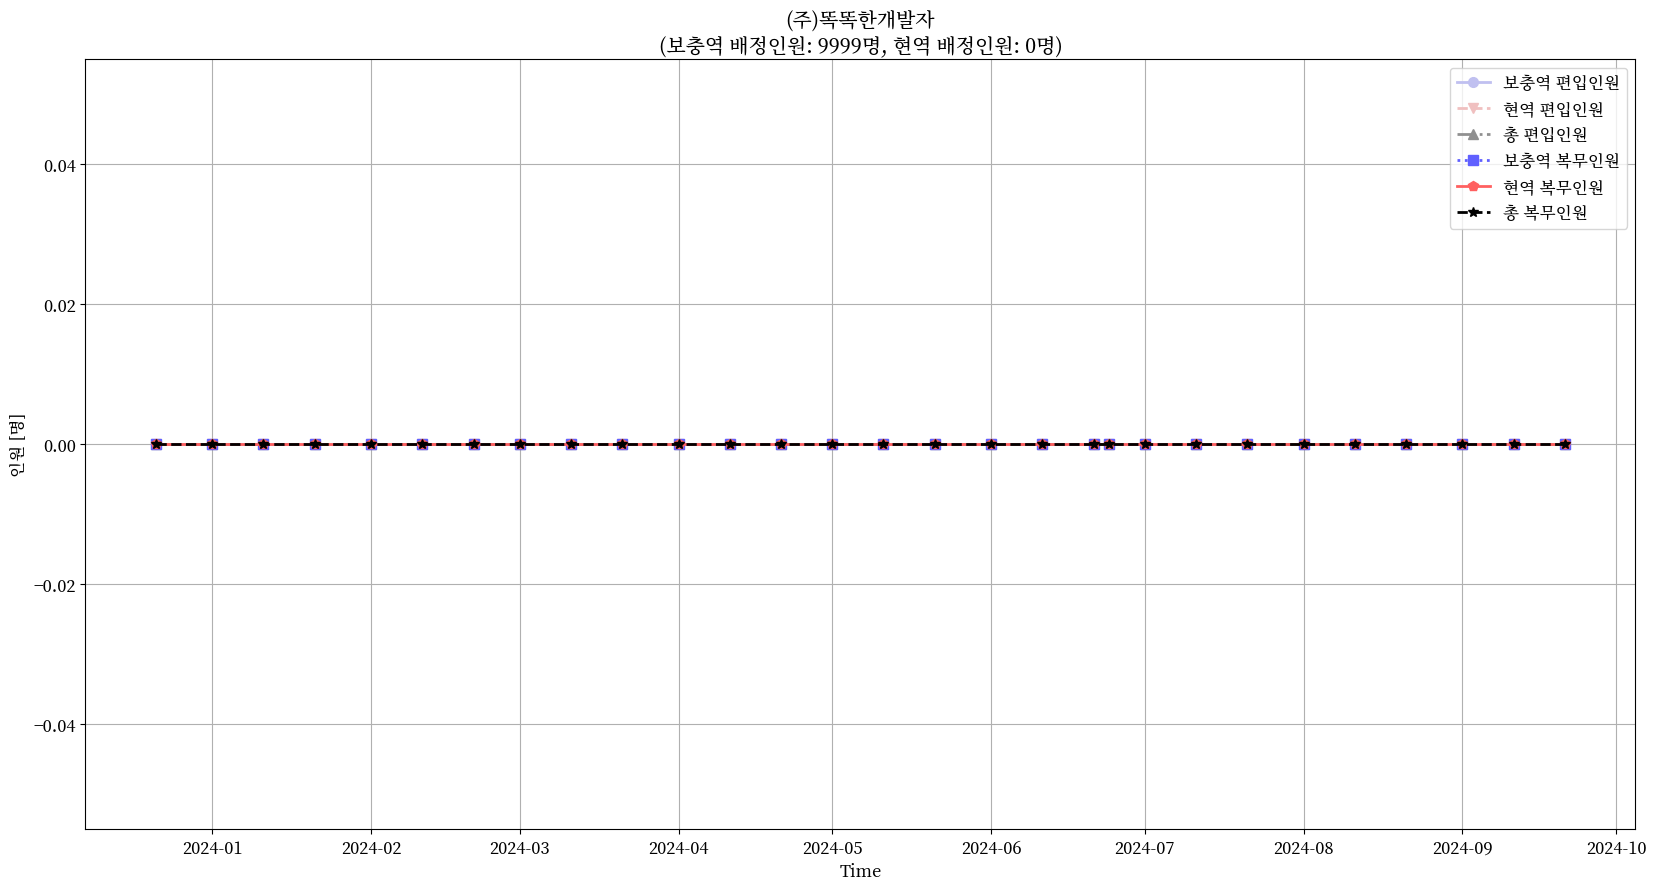 (주)똑똑한개발자
(보충역 배정인원: 9999명, 현역 배정인원: 0명)
보충역 편입인원
현역 편입인원
총 편입인원
보충역 복무인원
현역 복무인원
총 복무인원
인원 [명]
0.04
0.02
0.00
−0.02
−0.04
2024-01
2024-02
2024-03
2024-04
2024-05
2024-06
2024-07
2024-08
2024-09
2024-10
Time